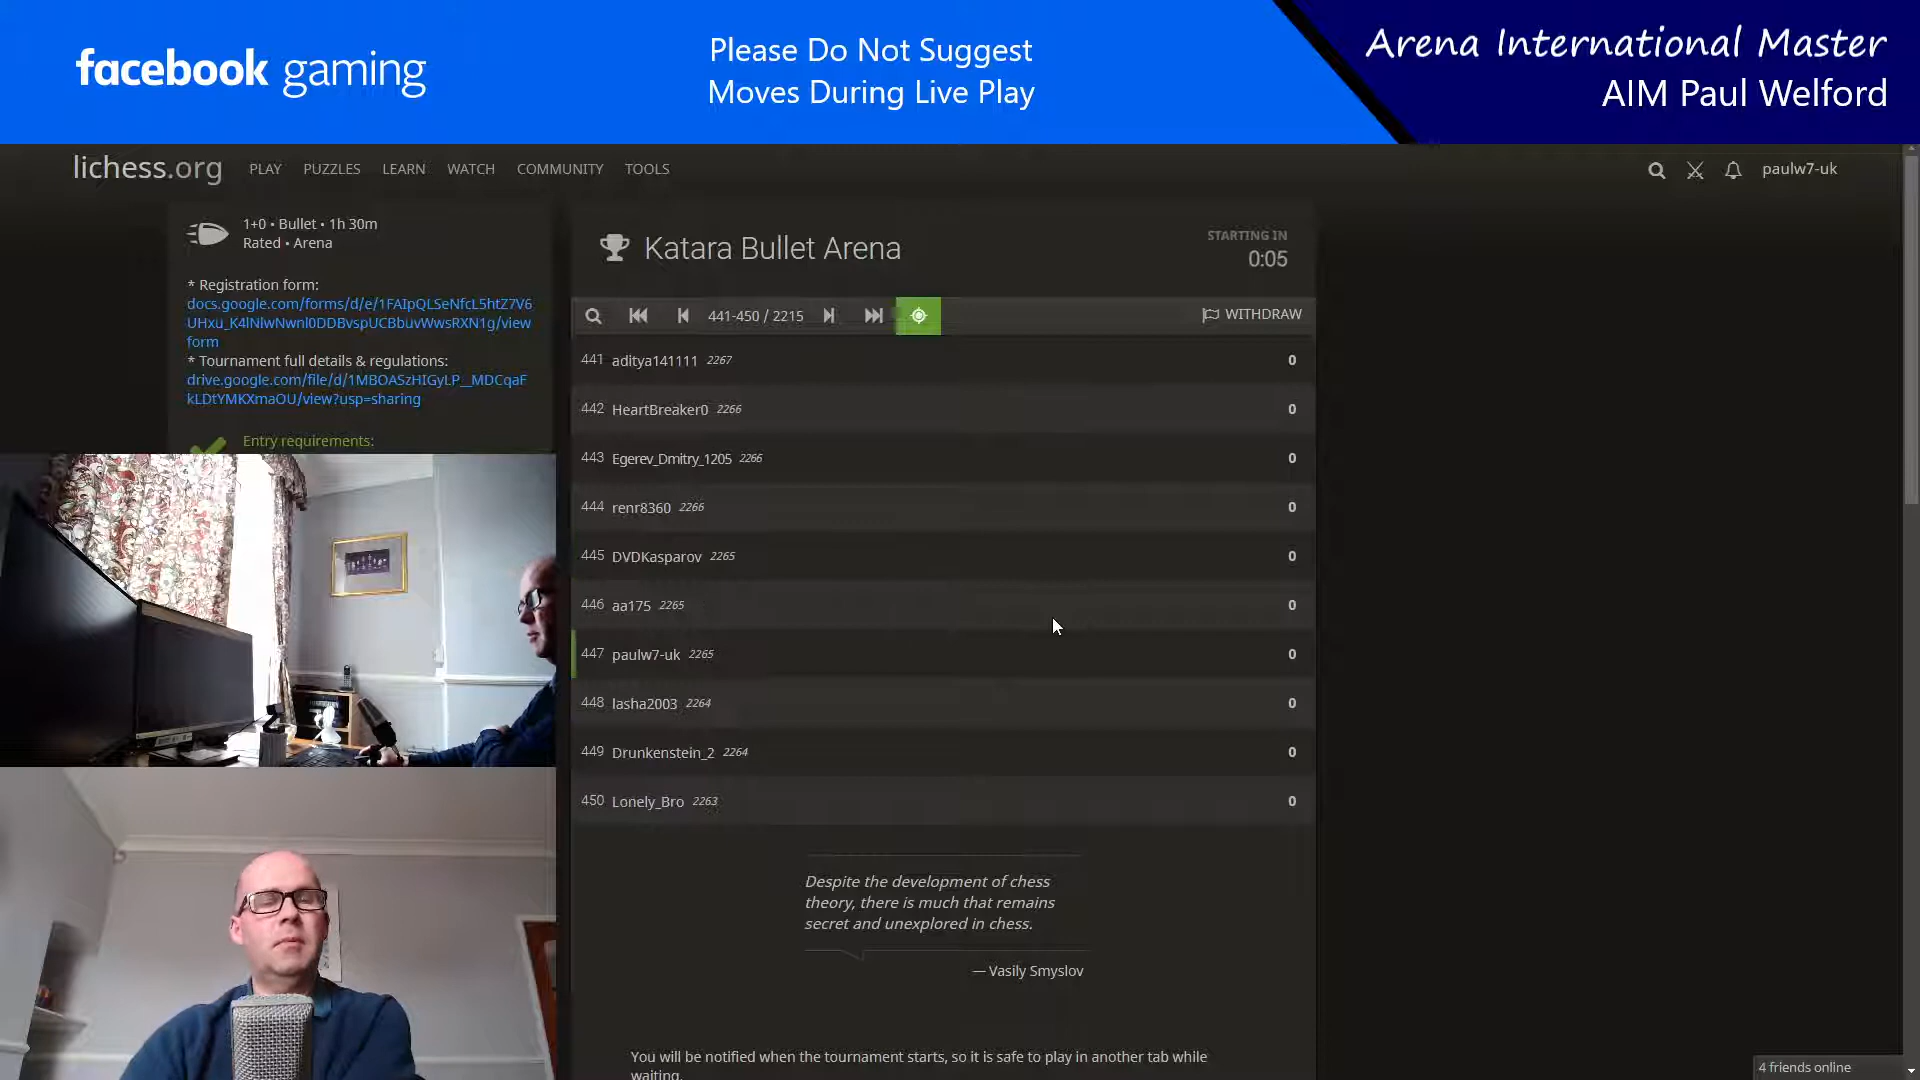 facebook gaming
Please Do Not Suggest
Moves During Live Play
Arena International Master
AIM Paul Welford
lichess.org
PLAY
PUZZLES
LEARN
WATCH
COMMUNITY
TOOLS
paulw7-uk
1+0 • Bullet • 1h 30m
Rated • Arena
* Registration form:
docs.google.com/forms/d/e/1FAIpQLSeNfcL5htZ7V6
UHxu_K4lNlwNwnl0DDBvspUCBbuvWwsRXN1g/view
form
* Tournament full details & regulations:
drive.google.com/file/d/1MBOASzHIGyLP__MDCqaF
kLDtYMKXmaOU/view?usp=sharing
Entry requirements:
Katara Bullet Arena
STARTING IN
0:05
441-450 / 2215
WITHDRAW
441 aditya141111 2267 0
442 HeartBreaker0 2266 0
443 Egerev_Dmitry_1205 2266 0
444 renr8360 2266 0
445 DVDKasparov 2265 0
446 aa175 2265 0
447 paulw7-uk 2265 0
448 lasha2003 2264 0
449 Drunkenstein_2 2264 0
450 Lonely_Bro 2263 0
Despite the development of chess
theory, there is much that remains
secret and unexplored in chess.
— Vasily Smyslov
You will be notified when the tournament starts, so it is safe to play in another tab while
waiting.
4 friends online